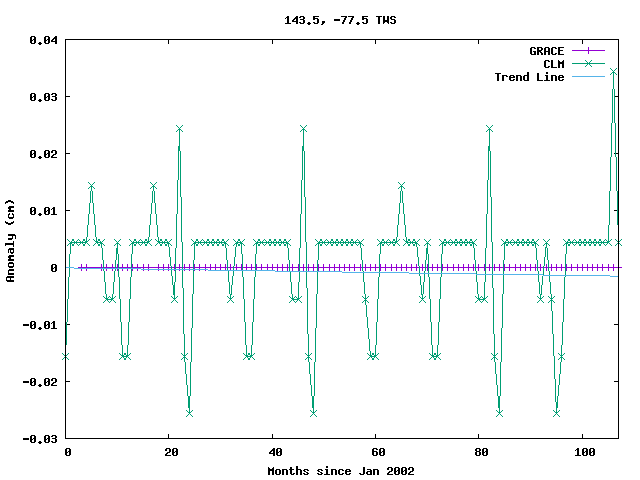 143.5, -77.5 TWS
GRACE
CLM
Trend Line
0.04
0.03
0.02
0.01
0
-0.01
-0.02
-0.03
Anomaly (cm)
0 20 40 60 80 100
Months since Jan 2002